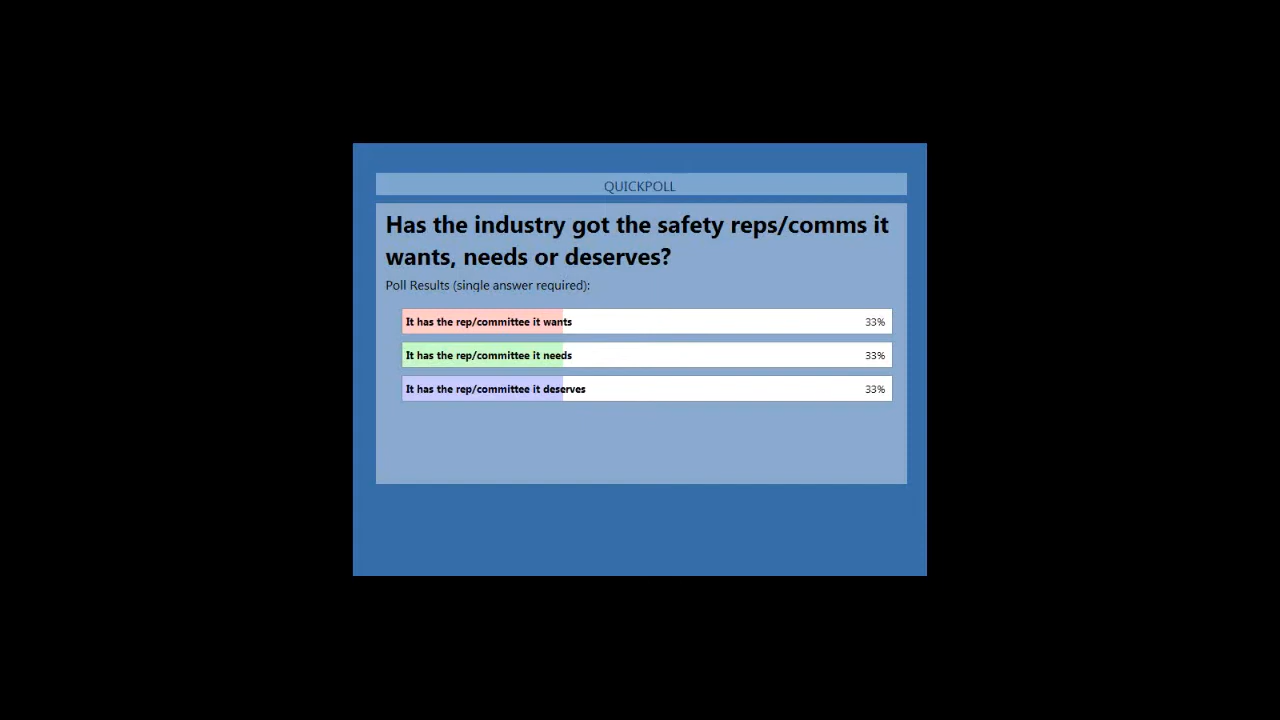 QUICKPOLL
Has the industry got the safety reps/comms it
wants, needs or deserves?
Poll Results (single answer required):
It has the rep/committee it wants 33%
It has the rep/committee it needs 33%
It has the rep/committee it deserves 33%